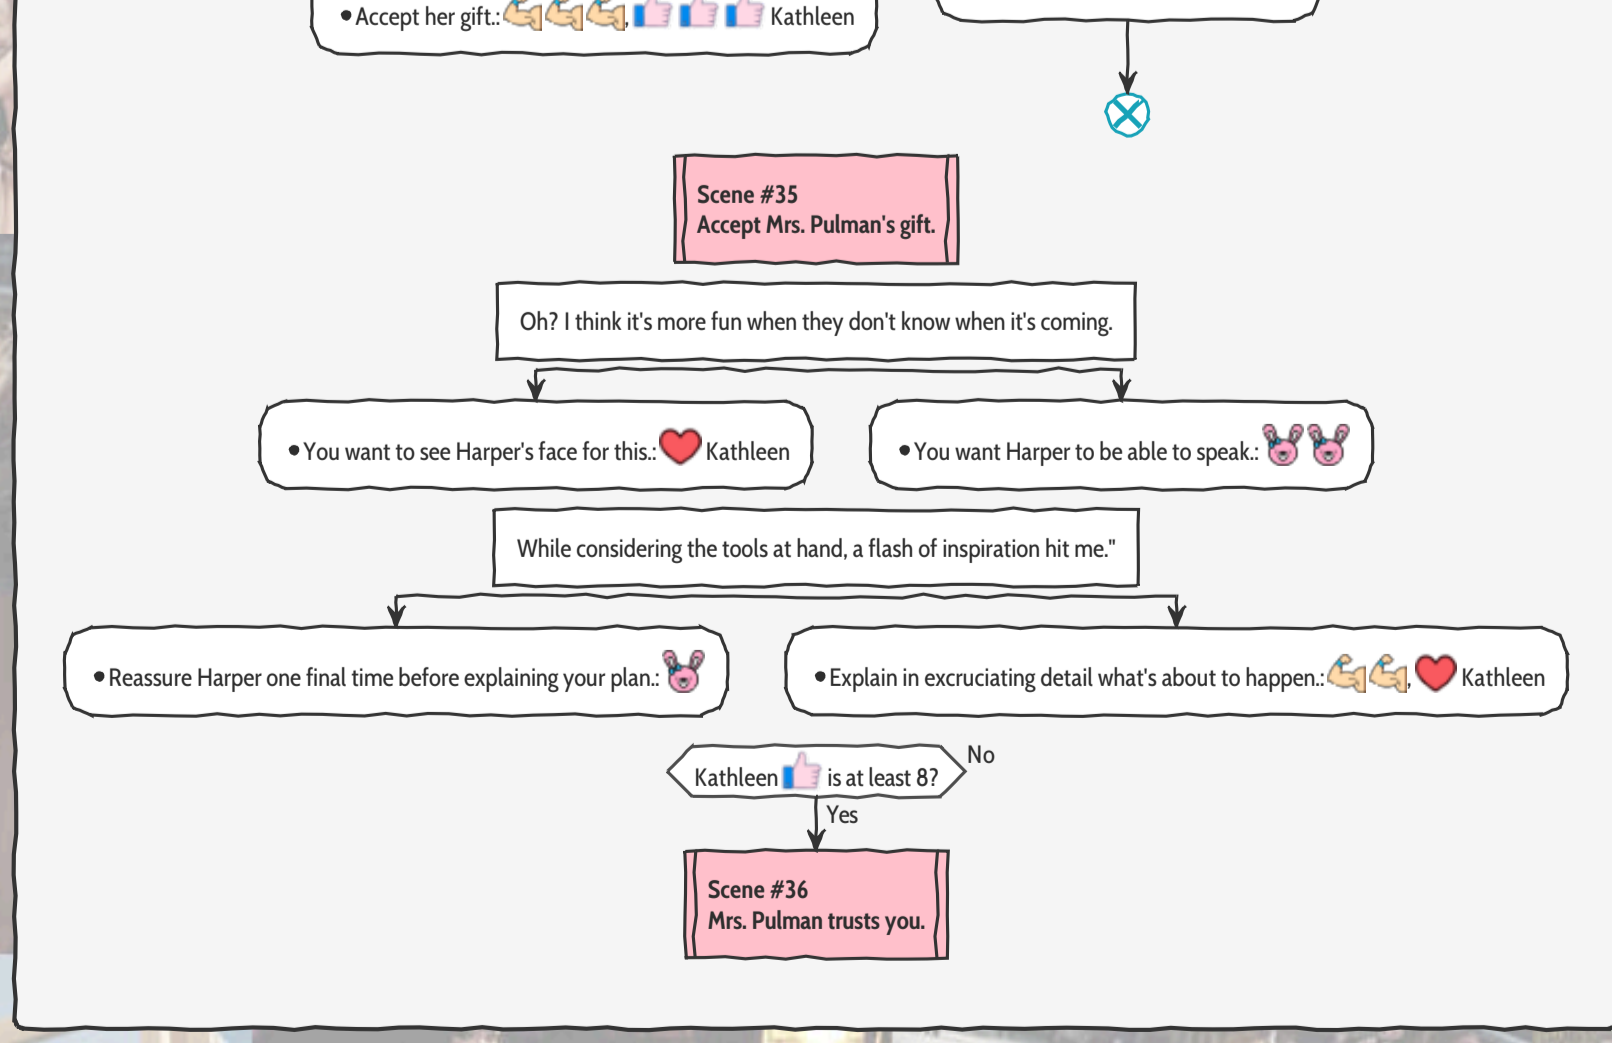 •Accept her gift.: , Kathleen
Scene #35
Accept Mrs. Pulman's gift.
Oh? I think it's more fun when they don't know when it's coming.
•You want to see Harper's face for this.: Kathleen
•You want Harper to be able to speak.:
While considering the tools at hand, a flash of inspiration hit me."
•Reassure Harper one final time before explaining your plan.:
•Explain in excruciating detail what's about to happen.: , Kathleen
Kathleen is at least 8?
No
Yes
Scene #36
Mrs. Pulman trusts you.